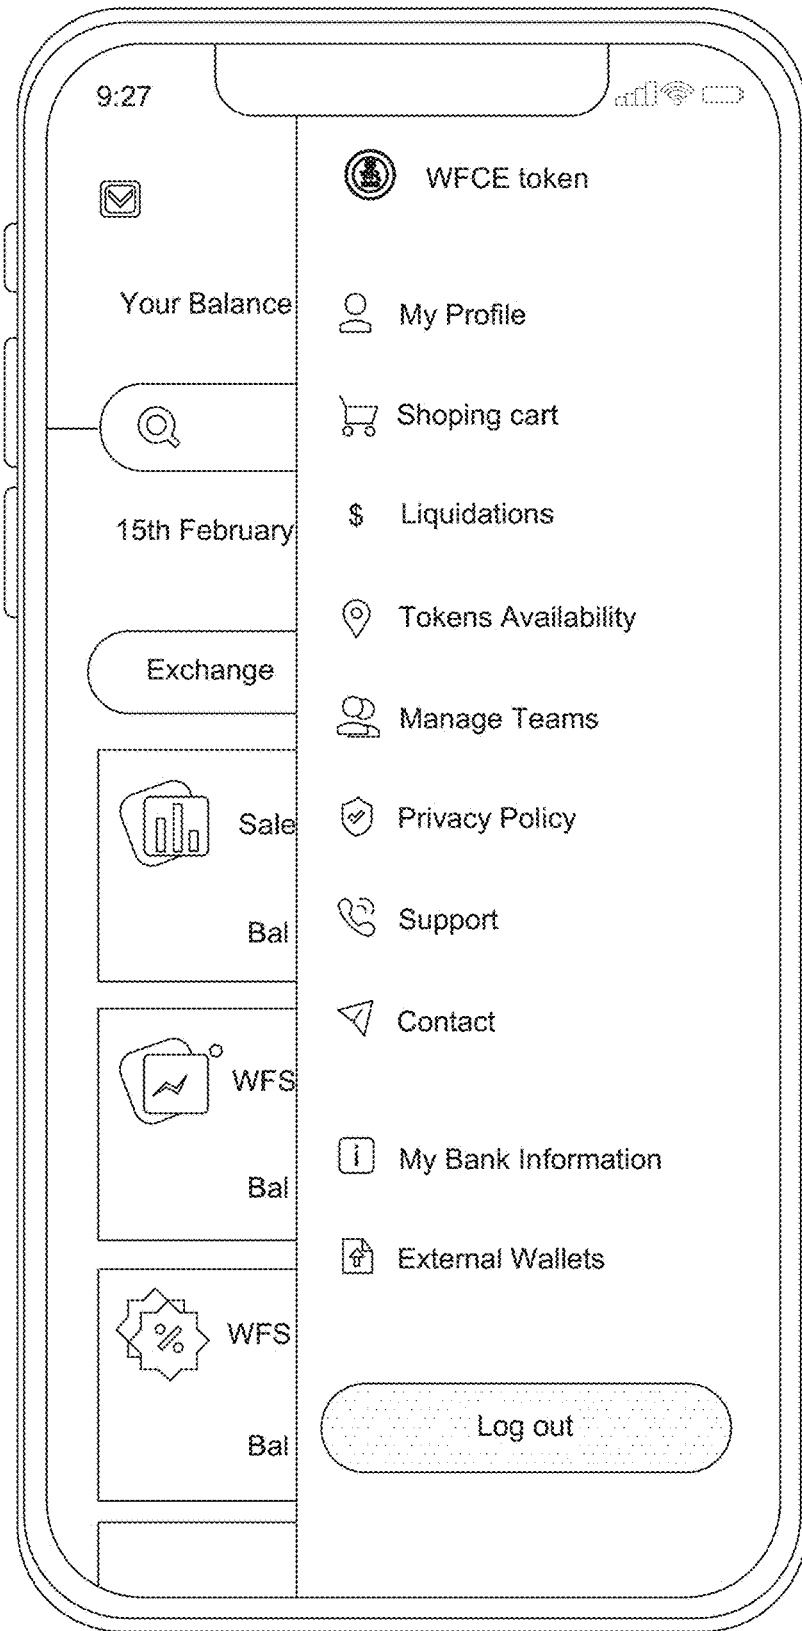 9:27
WFCE token
Your Balance
My Profile
Shoping cart
15th February
$ Liquidations
Tokens Availability
Exchange
Manage Teams
Sale
Privacy Policy
Bal
Support
Contact
WFS
i My Bank Information
Bal
External Wallets
% WFS
Log out
Bal